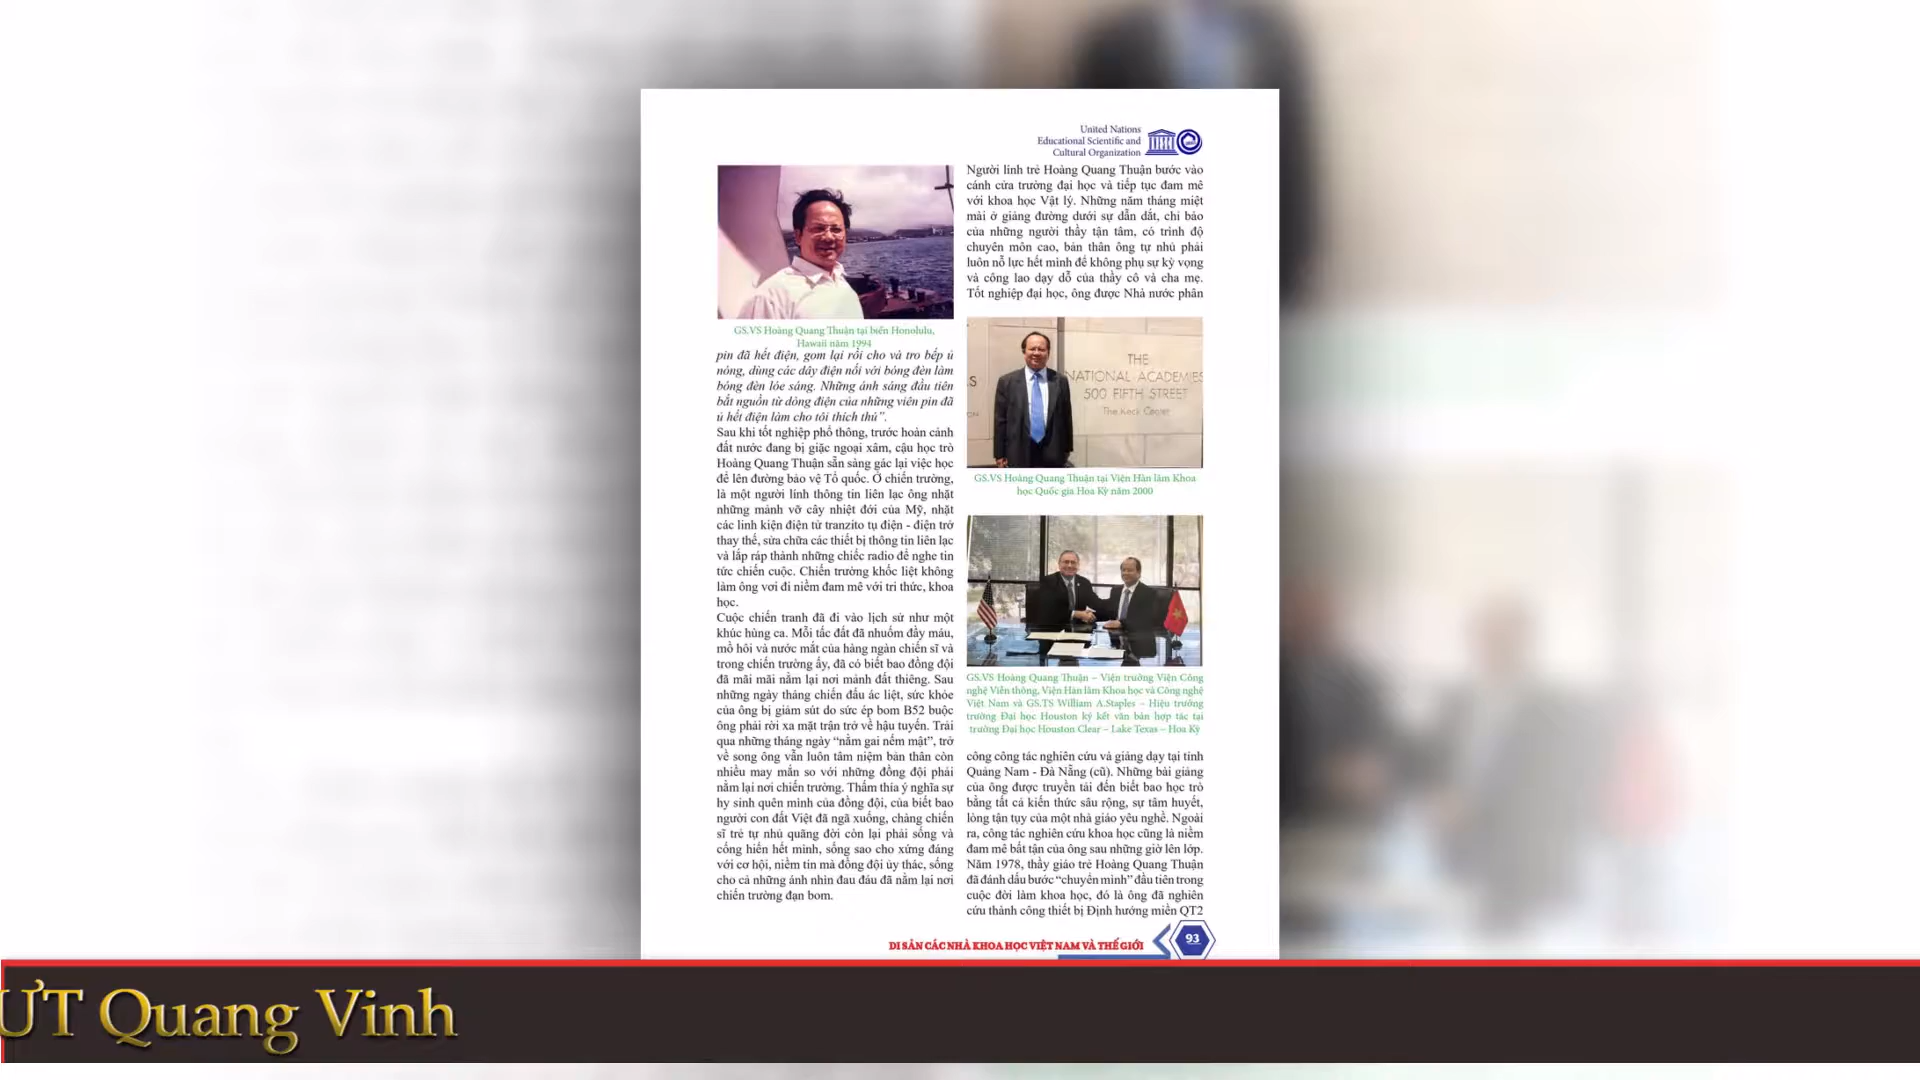 United Nations
Educational Scientific and
Cultural Organization
GS.VS Hoàng Quang Thuận tại biển Honolulu,
Hawaii năm 1994
pin đã hết điện, gom lại rồi cho và tro bếp ủ
nóng, dùng các dây điện nối với bóng đèn làm
bóng đèn lóe sáng. Những ánh sáng đầu tiên
bắt nguồn từ dòng điện của những viên pin đã
ủ hết điện làm cho tôi thích thú”.
Sau khi tốt nghiệp phổ thông, trước hoàn cảnh
đất nước đang bị giặc ngoại xâm, cậu học trò
Hoàng Quang Thuận sẵn sàng gác lại việc học
để lên đường bảo vệ Tổ quốc. Ở chiến trường,
là một người lính thông tin liên lạc ông nhặt
những mảnh vỡ cây nhiệt đới của Mỹ, nhặt
các linh kiện điện tử tranzito tụ điện - điện trở
thay thế, sửa chữa các thiết bị thông tin liên lạc
và lắp ráp thành những chiếc radio để nghe tin
tức chiến cuộc. Chiến trường khốc liệt không
làm ông vơi đi niềm đam mê với tri thức, khoa
học.
Cuộc chiến tranh đã đi vào lịch sử như một
khúc hùng ca. Mỗi tấc đất đã nhuốm đầy máu,
mồ hôi và nước mắt của hàng ngàn chiến sĩ và
trong chiến trường ấy, đã có biết bao đồng đội
đã mãi mãi nằm lại nơi mảnh đất thiêng. Sau
những ngày tháng chiến đấu ác liệt, sức khỏe
của ông bị giảm sút do sức ép bom B52 buộc
ông phải rời xa mặt trận trở về hậu tuyến. Trải
qua những tháng ngày “nằm gai nếm mật”, trở
về song ông vẫn luôn tâm niệm bản thân còn
nhiều may mắn so với những đồng đội phải
nằm lại nơi chiến trường. Thấm thía ý nghĩa sự
hy sinh quên mình của đồng đội, của biết bao
người con đất Việt đã ngã xuống, chàng chiến
sĩ trẻ tự nhủ quãng đời còn lại phải sống và
cống hiến hết mình, sống sao cho xứng đáng
với cơ hội, niềm tin mà đồng đội ủy thác, sống
cho cả những ánh nhìn đau đáu đã nằm lại nơi
chiến trường đạn bom.
Người lính trẻ Hoàng Quang Thuận bước vào
cánh cửa trường đại học và tiếp tục đam mê
với khoa học Vật lý. Những năm tháng miệt
mài ở giảng đường dưới sự dẫn dắt, chỉ bảo
của những người thầy tận tâm, có trình độ
chuyên môn cao, bản thân ông tự nhủ phải
luôn nỗ lực hết mình để không phụ sự kỳ vọng
và công lao dạy dỗ của thầy cô và cha mẹ.
Tốt nghiệp đại học, ông được Nhà nước phân
THE
NATIONAL ACADEMIES
500 FIFTH STREET
The Keck Center
GS.VS Hoàng Quang Thuận tại Viện Hàn lâm Khoa
học Quốc gia Hoa Kỳ năm 2000
GS.VS Hoàng Quang Thuận – Viện trưởng Viện Công
nghệ Viễn thông, Viện Hàn lâm Khoa học và Công nghệ
Việt Nam và GS.TS William A.Staples – Hiệu trưởng
trường Đại học Houston ký kết văn bản hợp tác tại
trường Đại học Houston Clear – Lake Texas – Hoa Kỳ
công công tác nghiên cứu và giảng dạy tại tỉnh
Quảng Nam - Đà Nẵng (cũ). Những bài giảng
của ông được truyền tải đến biết bao học trò
bằng tất cả kiến thức sâu rộng, sự tâm huyết,
lòng tận tụy của một nhà giáo yêu nghề. Ngoài
ra, công tác nghiên cứu khoa học cũng là niềm
đam mê bất tận của ông sau những giờ lên lớp.
Năm 1978, thầy giáo trẻ Hoàng Quang Thuận
đã đánh dấu bước “chuyển mình” đầu tiên trong
cuộc đời làm khoa học, đó là ông đã nghiên
cứu thành công thiết bị Định hướng miền QT2
DI SẢN CÁC NHÀ KHOA HỌC VIỆT NAM VÀ THẾ GIỚI
93
ƯT Quang Vinh